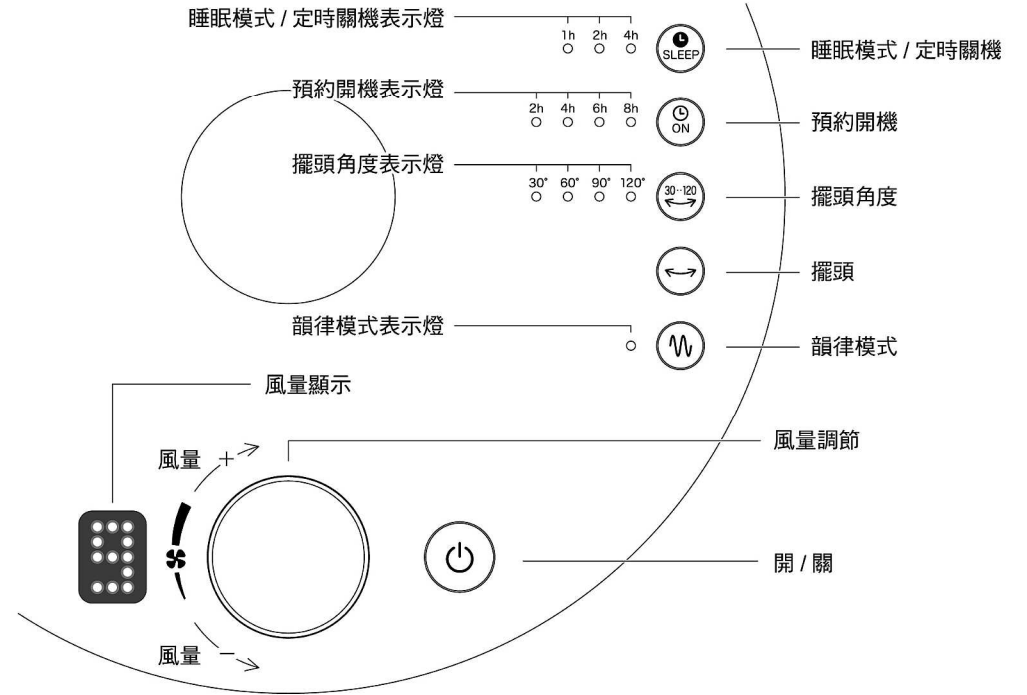 睡眠模式 / 定時關機表示燈
1h 2h 4h
SLEEP
睡眠模式 / 定時關機
預約開機表示燈
2h 4h 6h 8h
ON
預約開機
擺頭角度表示燈
30° 60° 90° 120°
30··120
擺頭角度
擺頭
韻律模式表示燈
韻律模式
風量顯示
風量 +
風量調節
9
開 / 關
風量 −